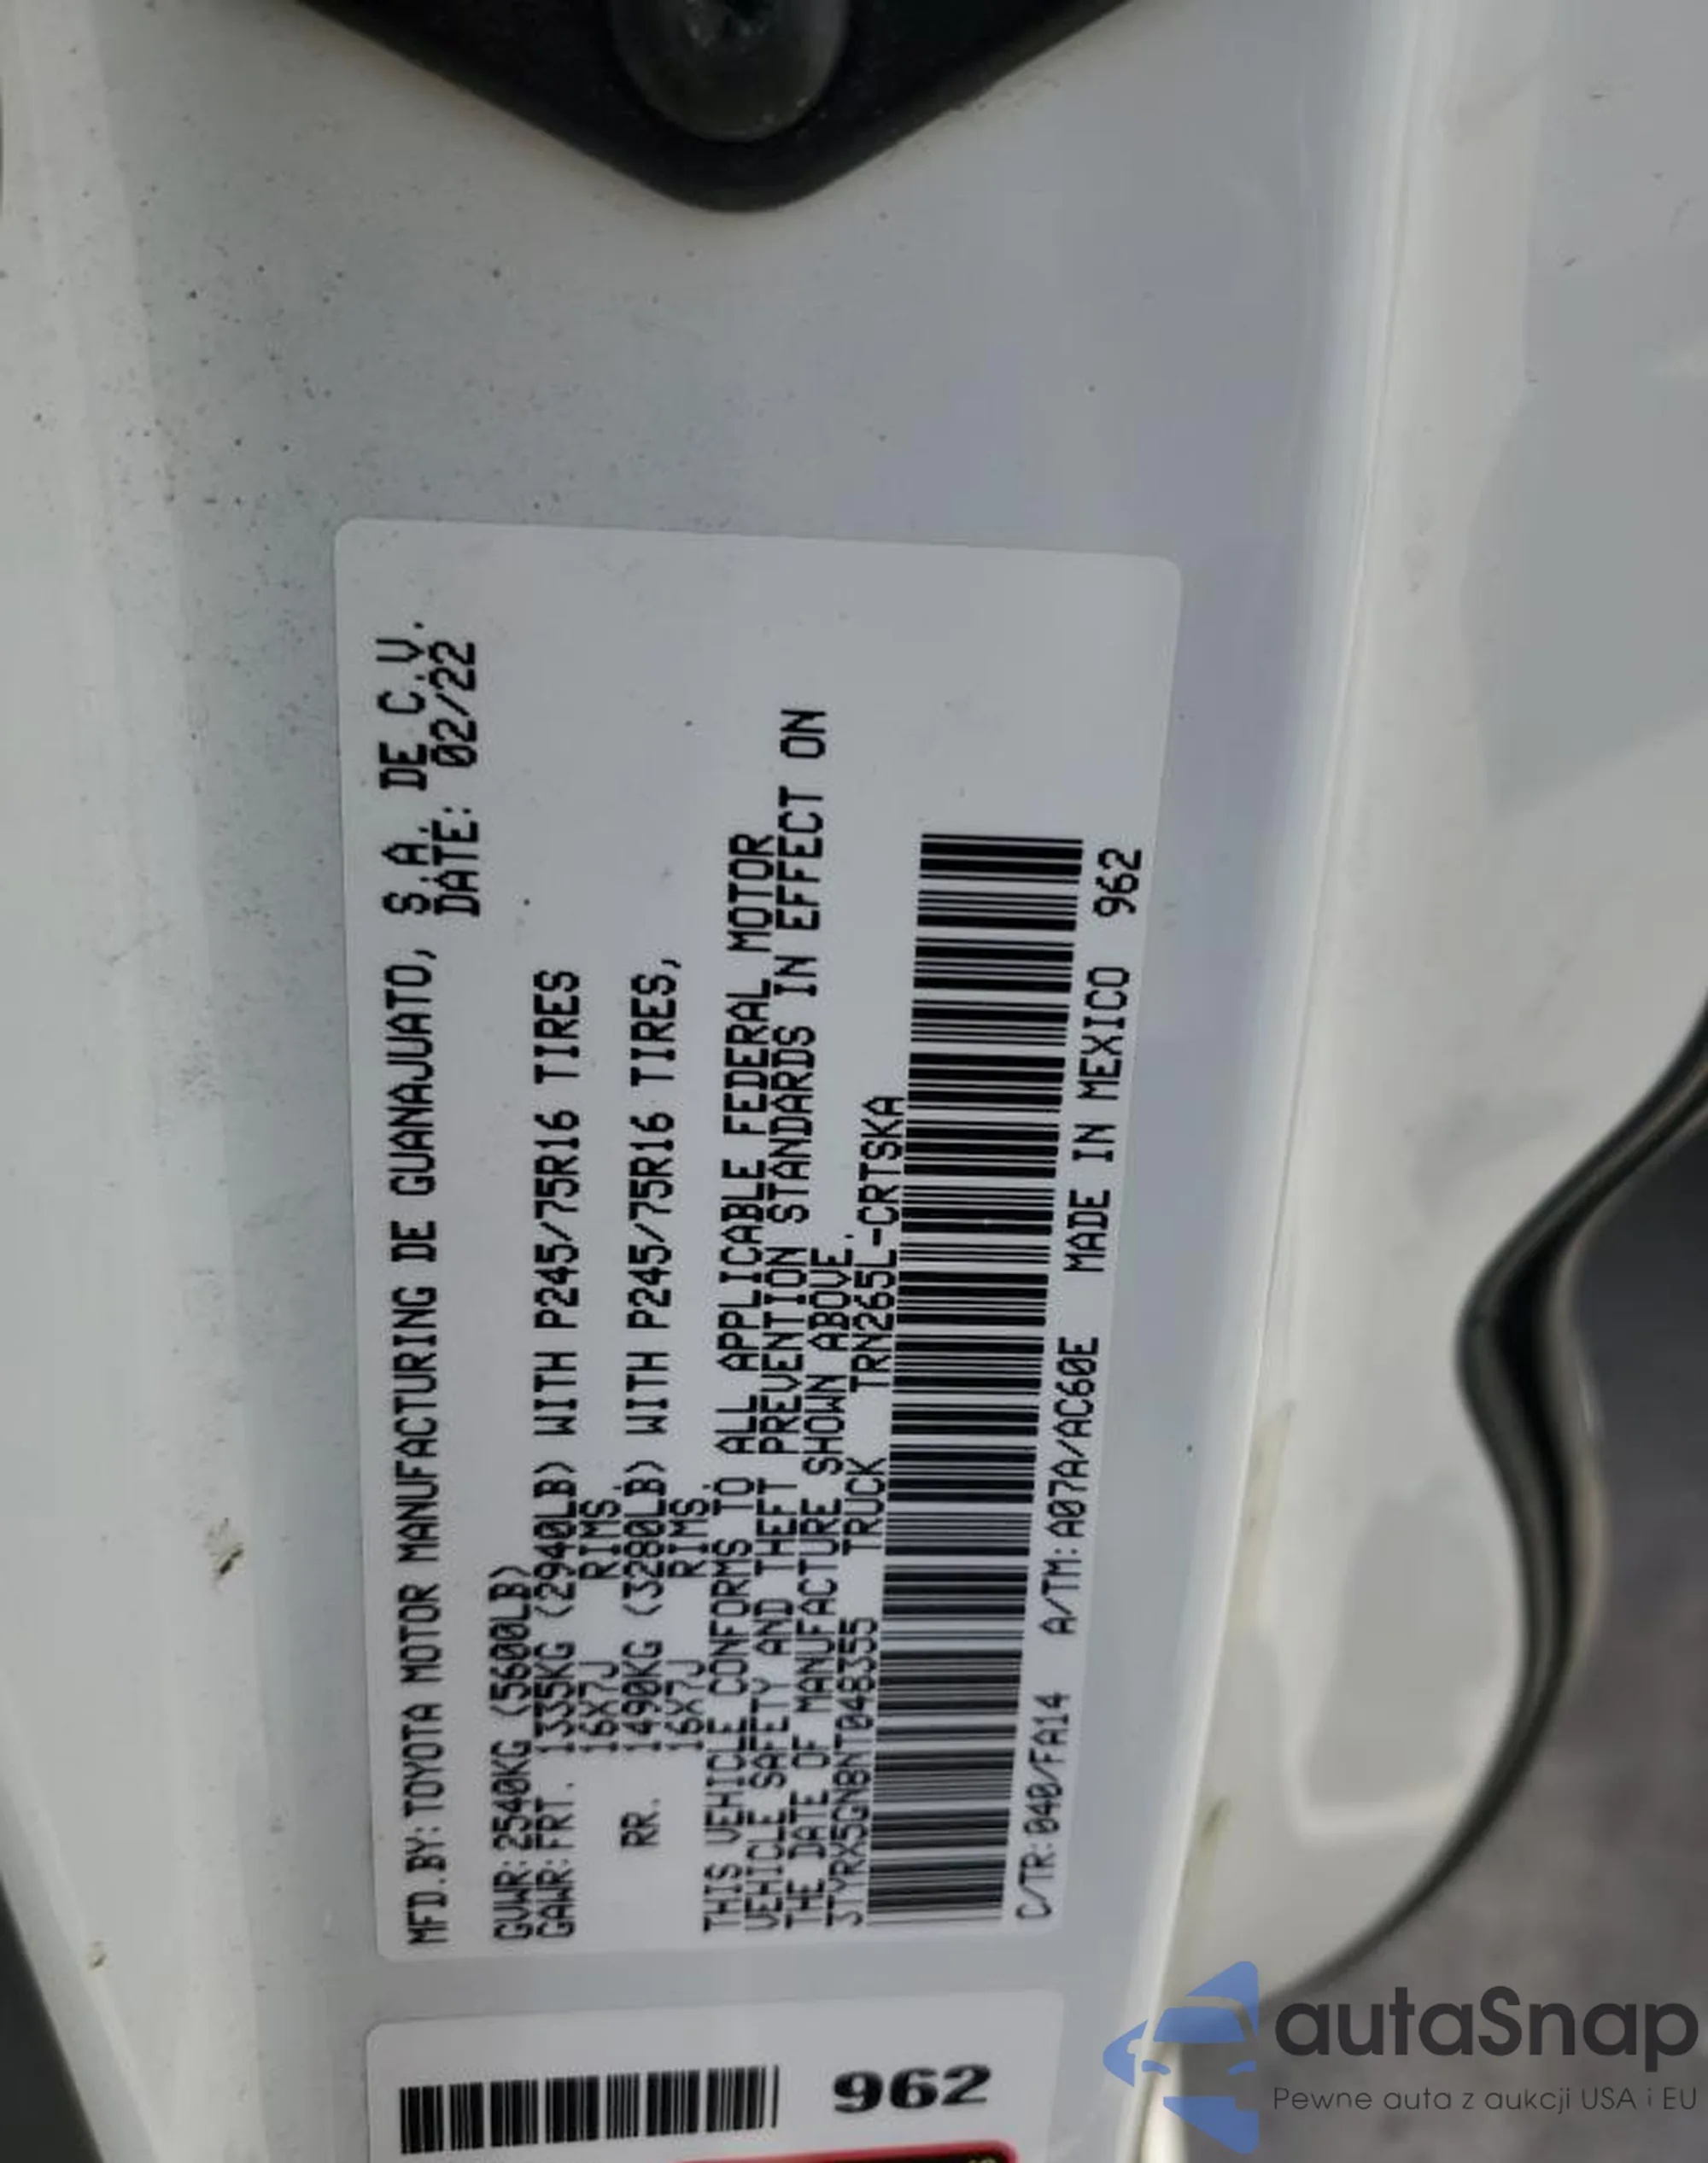 MFD.BY: TOYOTA MOTOR MANUFACTURING DE GUANAJUATO, S.A. DE C.V.
DATE: 02/22
GVWR: 2540KG (5600LB)
GAWR: FRT. 1335KG (2940LB) WITH P245/75R16 TIRES
16X7J RIMS,
RR. 1490KG (3280LB) WITH P245/75R16 TIRES,
16X7J RIMS,
THIS VEHICLE CONFORMS TO ALL APPLICABLE FEDERAL MOTOR
VEHICLE SAFETY AND THEFT PREVENTION STANDARDS IN EFFECT ON
THE DATE OF MANUFACTURE SHOWN ABOVE.
3TYRX5GN8NT048355 TRUCK TRN265L-CRTSKA
C/TR: 040/FA14 A/TM: A07A/AC60E MADE IN MEXICO 962
962
autaSnap
Pewne auta z aukcji USA i EU